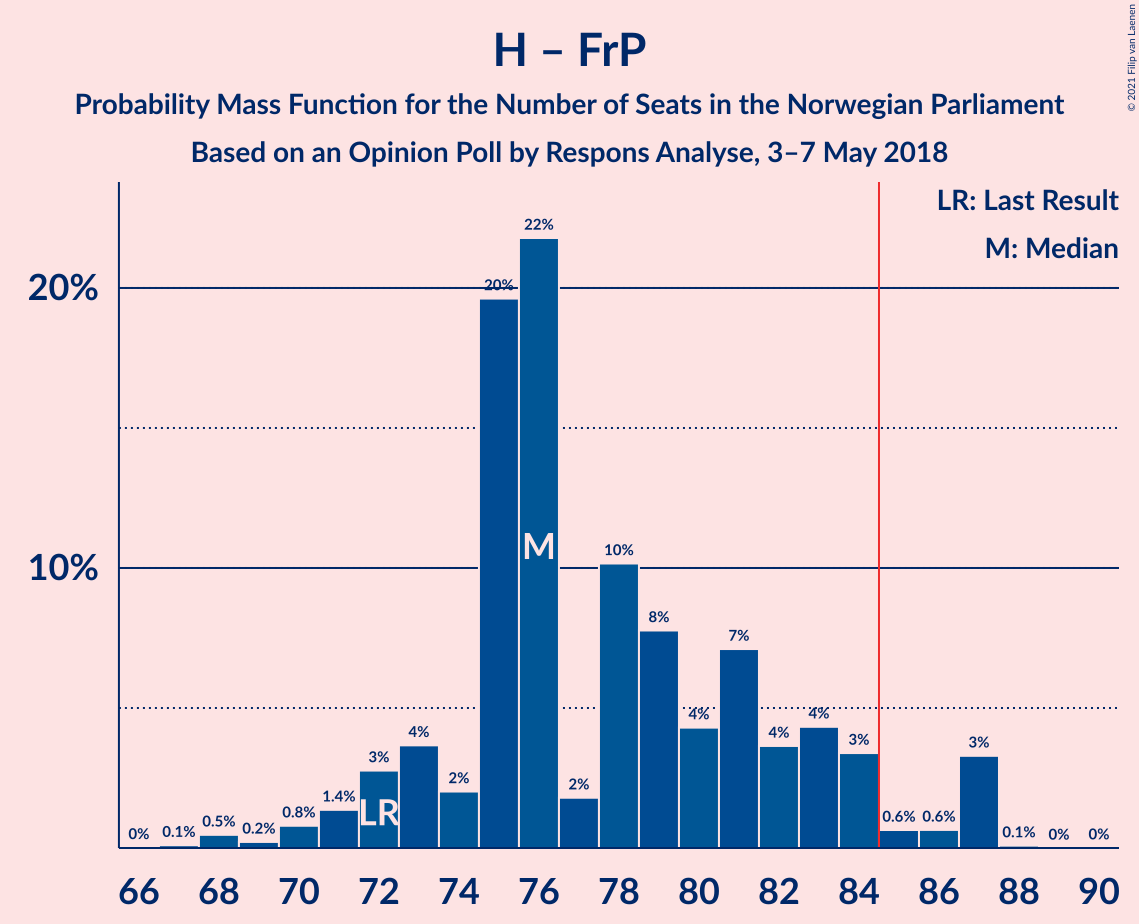 © 2021 Filip van Laenen
H – FrP
Probability Mass Function for the Number of Seats in the Norwegian Parliament
Based on an Opinion Poll by Respons Analyse, 3–7 May 2018
LR: Last Result
M: Median
20%
10%
0% 0.1% 0.5% 0.2% 0.8% 1.4% 3% 4% 2% 20% 22% 2% 10% 8% 4% 7% 4% 4% 3% 0.6% 0.6% 3% 0.1% 0% 0%
LR M
66 68 70 72 74 76 78 80 82 84 86 88 90